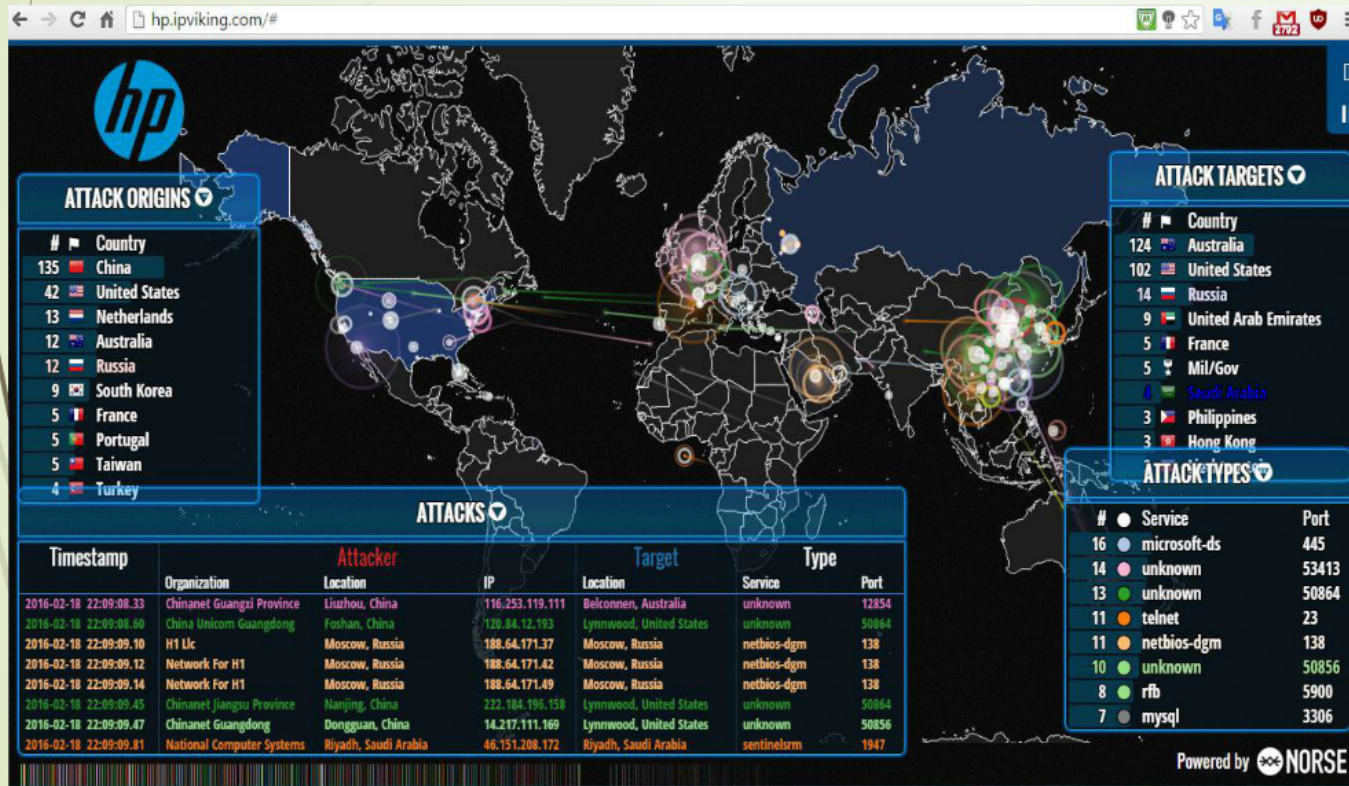 hp.ipviking.com/#
2702
hp
ATTACK ORIGINS
# Country
135 China
42 United States
13 Netherlands
12 Australia
12 Russia
9 South Korea
5 France
5 Portugal
5 Taiwan
4 Turkey
ATTACK TARGETS
# Country
124 Australia
102 United States
14 Russia
9 United Arab Emirates
5 France
5 Mil/Gov
4 Saudi Arabia
3 Philippines
3 Hong Kong
ATTACK TYPES
# Service Port
16 microsoft-ds 445
14 unknown 53413
13 unknown 50864
11 telnet 23
11 netbios-dgm 138
10 unknown 50856
8 rfb 5900
7 mysql 3306
ATTACKS
Timestamp Attacker Target Type
Organization Location IP Location Service Port
2016-02-18 22:09:08.33 Chinanet Guangxi Province Liuzhou, China 116.253.119.111 Belconnen, Australia unknown 12854
2016-02-18 22:09:08.60 China Unicom Guangdong Foshan, China 120.84.12.193 Lynnwood, United States unknown 50864
2016-02-18 22:09:09.10 H1 Llc Moscow, Russia 188.64.171.37 Moscow, Russia netbios-dgm 138
2016-02-18 22:09:09.12 Network For H1 Moscow, Russia 188.64.171.42 Moscow, Russia netbios-dgm 138
2016-02-18 22:09:09.14 Network For H1 Moscow, Russia 188.64.171.49 Moscow, Russia netbios-dgm 138
2016-02-18 22:09:09.45 Chinanet Jiangsu Province Nanjing, China 222.184.196.158 Lynnwood, United States unknown 50864
2016-02-18 22:09:09.47 Chinanet Guangdong Dongguan, China 14.217.111.169 Lynnwood, United States unknown 50856
2016-02-18 22:09:09.81 National Computer Systems Riyadh, Saudi Arabia 46.151.208.172 Riyadh, Saudi Arabia sentinelsrm 1947
Powered by NORSE